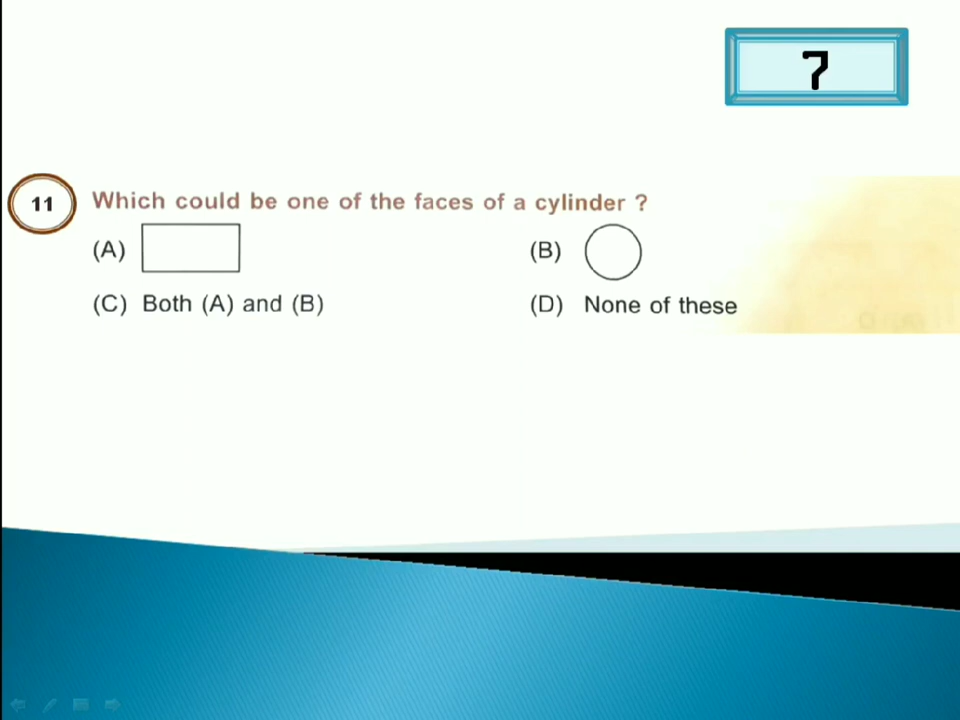 7
11 Which could be one of the faces of a cylinder ?
(A) (B)
(C) Both (A) and (B) (D) None of these